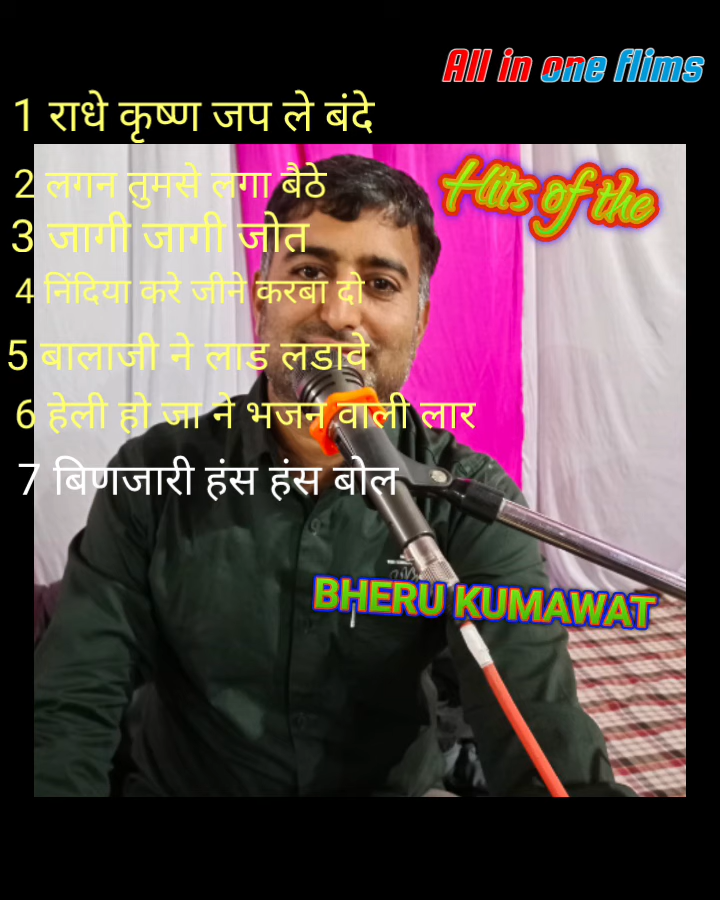 All in one flims
1 राधे कृष्ण जप ले बंदे
Hits of the
2 लगन तुमसे लगा बैठे
3 जागी जागी जोत
4 निंदिया करे जीने करबा दो
5 बालाजी ने लाड लडावे
6 हेली हो जा ने भजन वाली लार
7 बिणजारी हंस हंस बोल
BHERU KUMAWAT